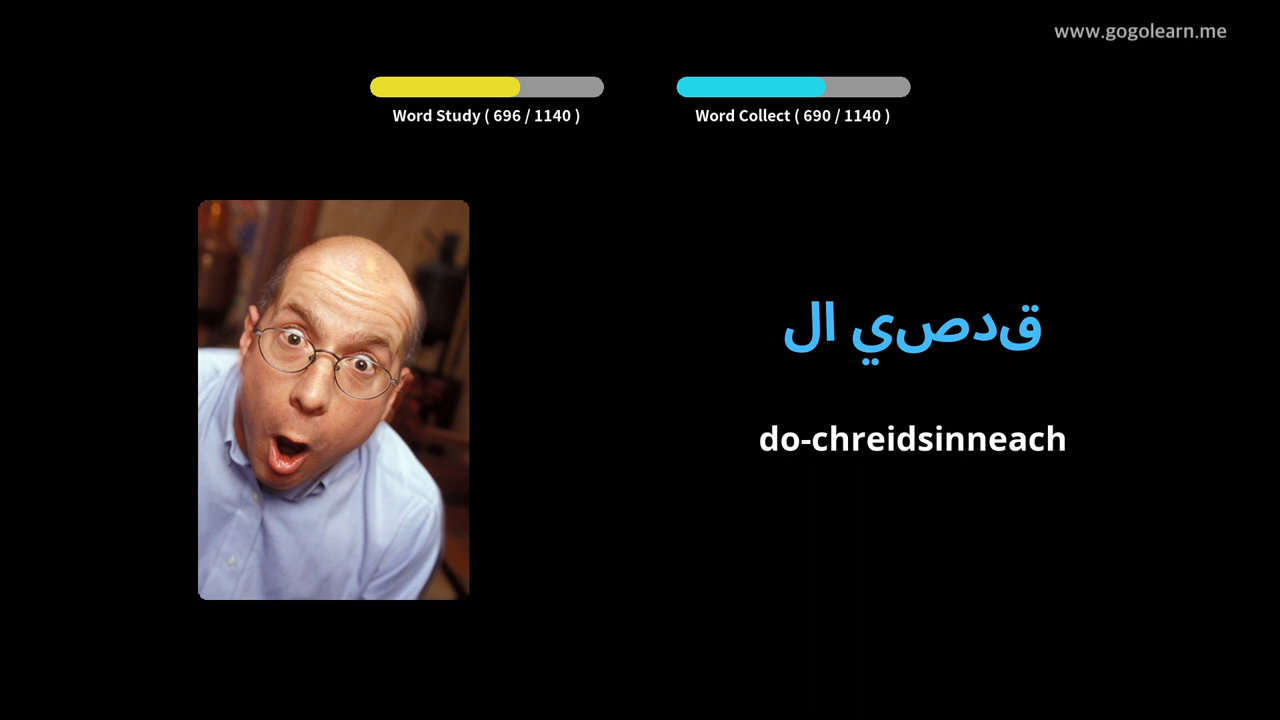 www.gogolearn.me
Word Study ( 696 / 1140 )
Word Collect ( 690 / 1140 )
قدصي ال
do-chreidsinneach